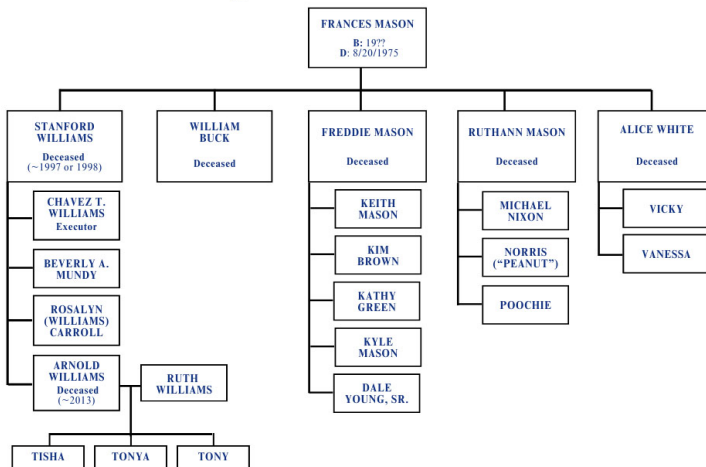 FRANCES MASON
B: 19??
D: 8/20/1975
STANFORD
WILLIAMS
Deceased
(~1997 or 1998)
WILLIAM
BUCK
Deceased
FREDDIE MASON
Deceased
RUTHANN MASON
Deceased
ALICE WHITE
Deceased
CHAVEZ T.
WILLIAMS
Executor
BEVERLY A.
MUNDY
ROSALYN
(WILLIAMS)
CARROLL
ARNOLD
WILLIAMS
Deceased
(~2013)
RUTH
WILLIAMS
TISHA
TONYA
TONY
KEITH
MASON
KIM
BROWN
KATHY
GREEN
KYLE
MASON
DALE
YOUNG, SR.
MICHAEL
NIXON
NORRIS
(“PEANUT”)
POOCHIE
VICKY
VANESSA